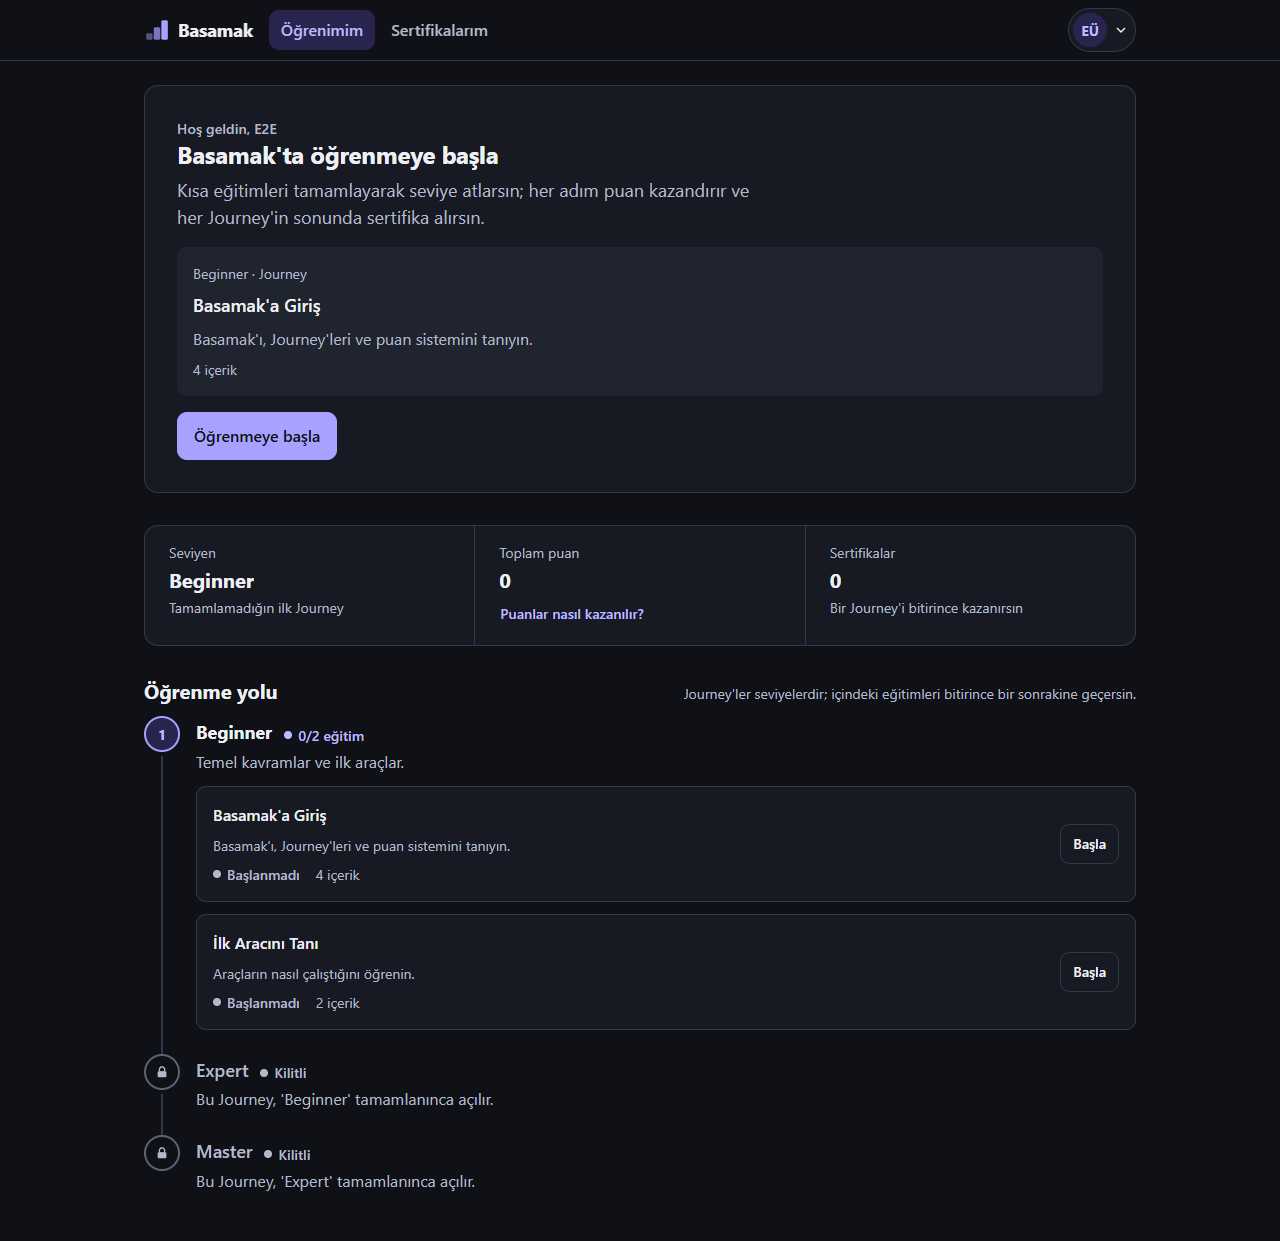 Basamak
Öğrenimim
Sertifikalarım
EÜ
Hoş geldin, E2E
Basamak'ta öğrenmeye başla
Kısa eğitimleri tamamlayarak seviye atlarsın; her adım puan kazandırır ve
her Journey'in sonunda sertifika alırsın.
Beginner · Journey
Basamak'a Giriş
Basamak'ı, Journey'leri ve puan sistemini tanıyın.
4 içerik
Öğrenmeye başla
Seviyen
Beginner
Tamamlamadığın ilk Journey
Toplam puan
0
Puanlar nasıl kazanılır?
Sertifikalar
0
Bir Journey'i bitirince kazanırsın
Öğrenme yolu
Journey'ler seviyelerdir; içindeki eğitimleri bitirince bir sonrakine geçersin.
1
Beginner
0/2 eğitim
Temel kavramlar ve ilk araçlar.
Basamak'a Giriş
Basamak'ı, Journey'leri ve puan sistemini tanıyın.
Başlanmadı
4 içerik
Başla
İlk Aracını Tanı
Araçların nasıl çalıştığını öğrenin.
Başlanmadı
2 içerik
Başla
Expert
Kilitli
Bu Journey, 'Beginner' tamamlanınca açılır.
Master
Kilitli
Bu Journey, 'Expert' tamamlanınca açılır.